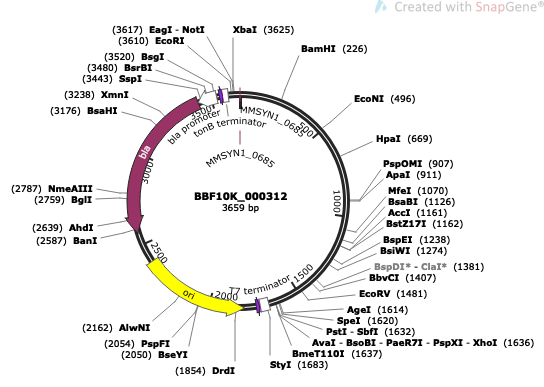 Created with SnapGene®
(3617) EagI - NotI
XbaI (3625)
(3610) EcoRI
(3520) BsgI
(3480) BsrBI
(3443) SspI
(3238) XmnI
(3176) BsaHI
(2787) NmeAIII
(2759) BglI
(2639) AhdI
(2587) BanI
BamHI (226)
EcoNI (496)
HpaI (669)
PspOMI (907)
ApaI (911)
MfeI (1070)
BsaBI (1126)
AccI (1161)
BstZ17I (1162)
BspEI (1238)
BsiWI (1274)
BspDI* - ClaI* (1381)
BbvCI (1407)
EcoRV (1481)
AgeI (1614)
SpeI (1620)
PstI - SbfI (1632)
AvaI - BsoBI - PaeR7I - PspXI - XhoI (1636)
BmeT110I (1637)
StyI (1683)
(2162) AlwNI
(2054) PspFI
(2050) BseYI
(1854) DrdI
bla promoter
tonB terminator
MMSYN1_0685
MMSYN1_0685
bla
BBF10K_000312
3659 bp
T7 terminator
ori
500
1000
1500
2000
2500
3000
3500